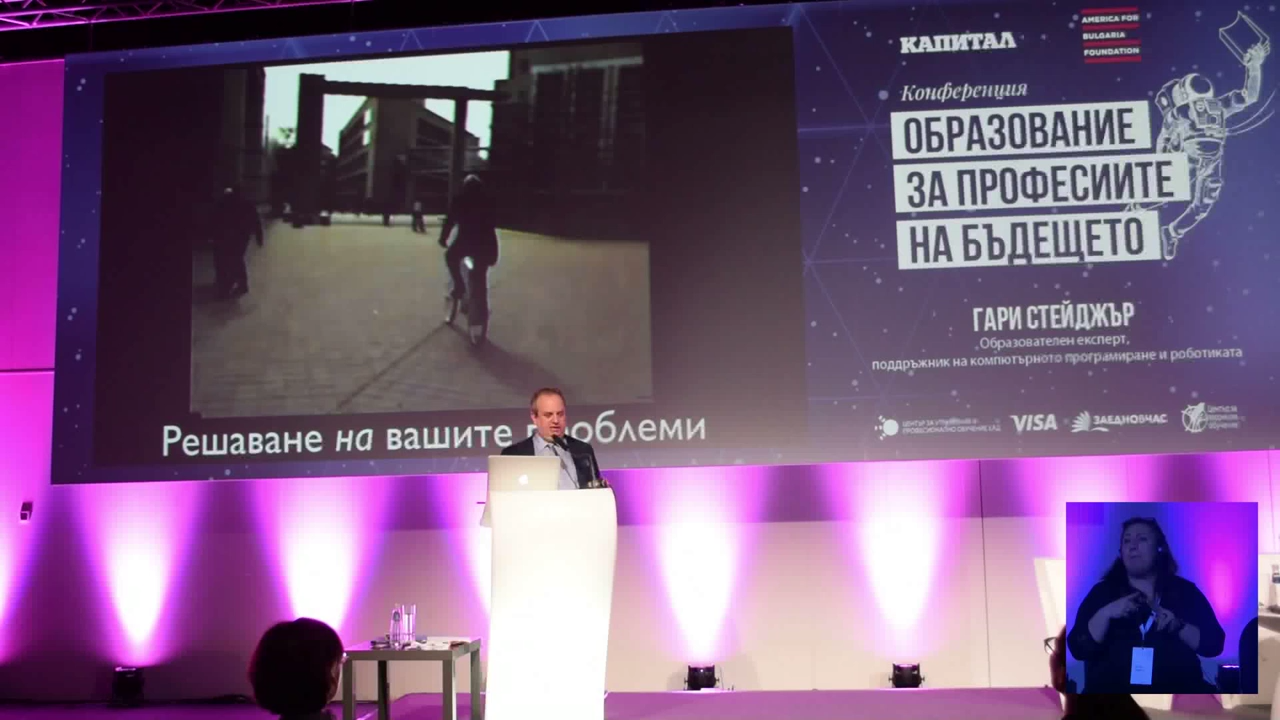 КАПИТАЛ
AMERICA FOR
BULGARIA
FOUNDATION
Конференция
ОБРАЗОВАНИЕ
ЗА ПРОФЕСИИТЕ
НА БЪДЕЩЕТО
ГАРИ СТЕЙДЖЪР
Образователен експерт,
поддръжник на компютърното програмиране и роботиката
VISA
ЗАЕДНОВЧАС
Решаване на вашите